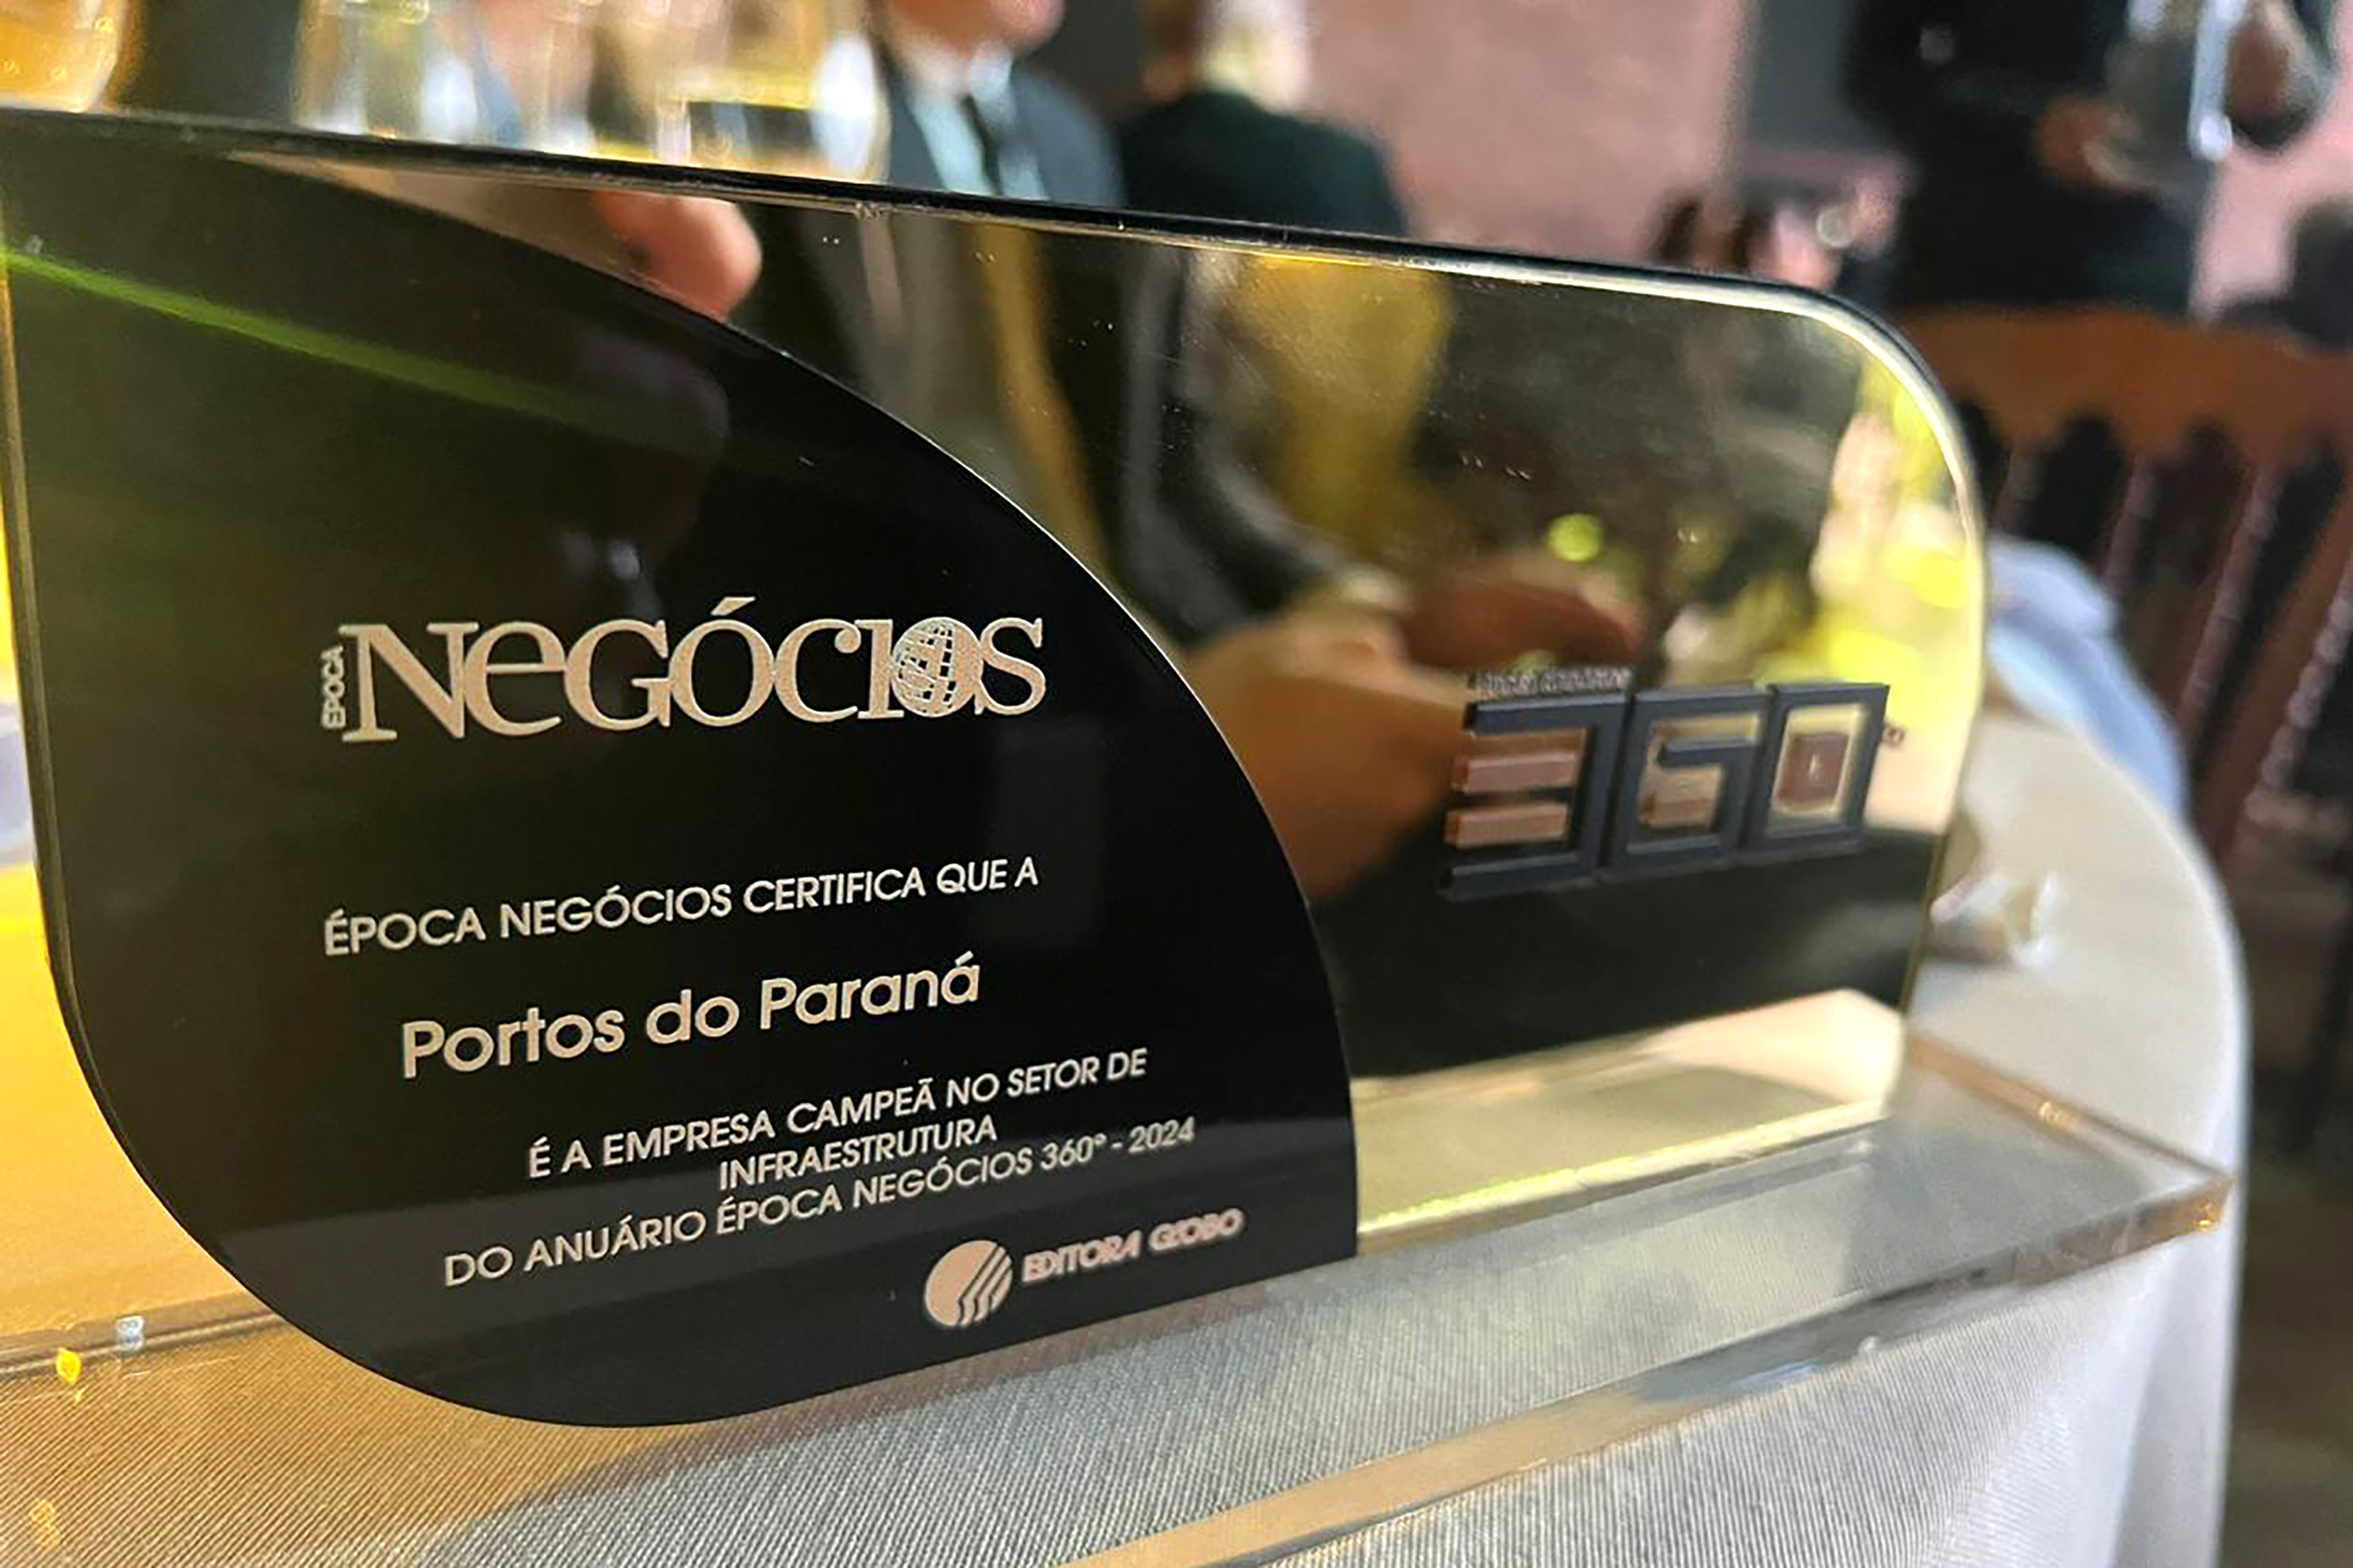 ÉPOCA NEGÓCIOS
ÉPOCA NEGÓCIOS CERTIFICA QUE A
Portos do Paraná
É A EMPRESA CAMPEÃ NO SETOR DE
INFRAESTRUTURA
DO ANUÁRIO ÉPOCA NEGÓCIOS 360° - 2024
EDITORA GLOBO
360°